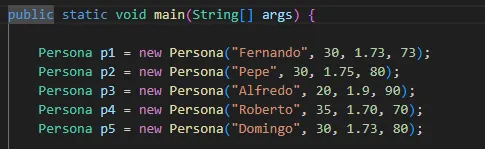 public static void main(String[] args) {
Persona p1 = new Persona("Fernando", 30, 1.73, 73);
Persona p2 = new Persona("Pepe", 30, 1.75, 80);
Persona p3 = new Persona("Alfredo", 20, 1.9, 90);
Persona p4 = new Persona("Roberto", 35, 1.70, 70);
Persona p5 = new Persona("Domingo", 30, 1.73, 80);